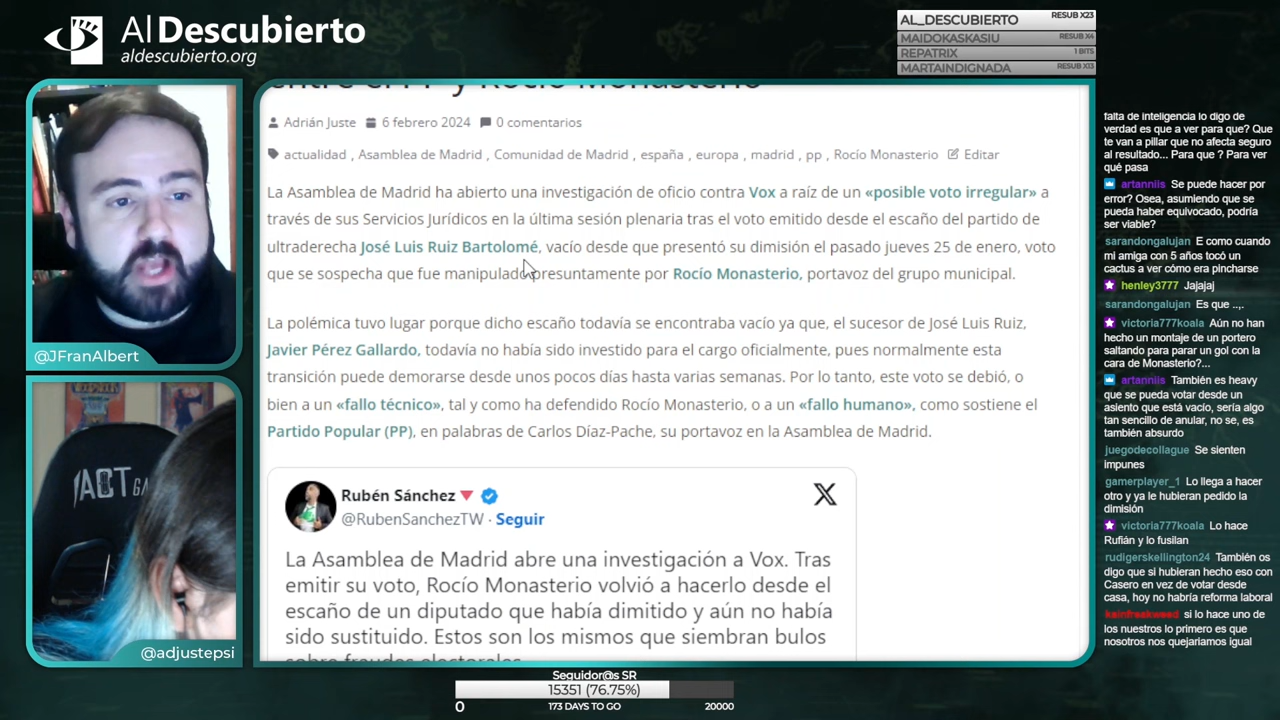 Al Descubierto
aldescubierto.org
AL_DESCUBIERTO RESUB X23
MAIDOKASKASIU RESUB X4
REPATRIX 1 BITS
MARTAINDIGNADA RESUB X13
@JFranAlbert
ACT GA
@adjustepsi
entre el PP y Rocío Monasterio
Adrián Juste 6 febrero 2024 0 comentarios
actualidad , Asamblea de Madrid , Comunidad de Madrid , españa , europa , madrid , pp , Rocío Monasterio Editar
La Asamblea de Madrid ha abierto una investigación de oficio contra Vox a raíz de un «posible voto irregular» a
través de sus Servicios Jurídicos en la última sesión plenaria tras el voto emitido desde el escaño del partido de
ultraderecha José Luis Ruiz Bartolomé, vacío desde que presentó su dimisión el pasado jueves 25 de enero, voto
que se sospecha que fue manipulado presuntamente por Rocío Monasterio, portavoz del grupo municipal.
La polémica tuvo lugar porque dicho escaño todavía se encontraba vacío ya que, el sucesor de José Luis Ruiz,
Javier Pérez Gallardo, todavía no había sido investido para el cargo oficialmente, pues normalmente esta
transición puede demorarse desde unos pocos días hasta varias semanas. Por lo tanto, este voto se debió, o
bien a un «fallo técnico», tal y como ha defendido Rocío Monasterio, o a un «fallo humano», como sostiene el
Partido Popular (PP), en palabras de Carlos Díaz-Pache, su portavoz en la Asamblea de Madrid.
Rubén Sánchez
@RubenSanchezTW · Seguir
La Asamblea de Madrid abre una investigación a Vox. Tras
emitir su voto, Rocío Monasterio volvió a hacerlo desde el
escaño de un diputado que había dimitido y aún no había
sido sustituido. Estos son los mismos que siembran bulos
sobre fraudes electorales.
falta de inteligencia lo digo de
verdad es que a ver para que? Que
te van a pillar que no afecta seguro
al resultado... Para que ? Para ver
qué pasa
artanniis Se puede hacer por
error? Osea, asumiendo que se
pueda haber equivocado, podría
ser viable?
sarandongalujan E como cuando
mi amiga con 5 años tocó un
cactus a ver cómo era pincharse
henley3777 Jajajaj
sarandongalujan Es que ..,.
victoria777koala Aún no han
hecho un montaje de un portero
saltando para parar un gol con la
cara de Monasterio?...
artanniis También es heavy
que se pueda votar desde un
asiento que está vacío, sería algo
tan sencillo de anular, no se, es
también absurdo
juegodecollague Se sienten
impunes
gamerplayer_1 Lo llega a hacer
otro y ya le hubieran pedido la
dimisión
victoria777koala Lo hace
Rufián y lo fusilan
rudigerskellington24 También os
digo que si hubieran hecho eso con
Casero en vez de votar desde
casa, hoy no habría reforma laboral
si lo hace uno de
los nuestros lo primero es que
nosotros nos quejariamos igual
Seguidor@s SR
15351 (76.75%)
0 173 DAYS TO GO 20000